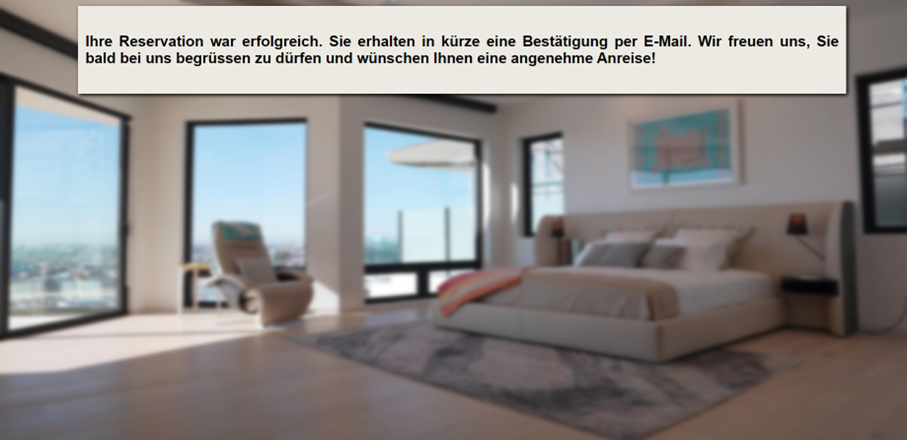 Ihre Reservation war erfolgreich. Sie erhalten in kürze eine Bestätigung per E-Mail. Wir freuen uns, Sie
bald bei uns begrüssen zu dürfen und wünschen Ihnen eine angenehme Anreise!